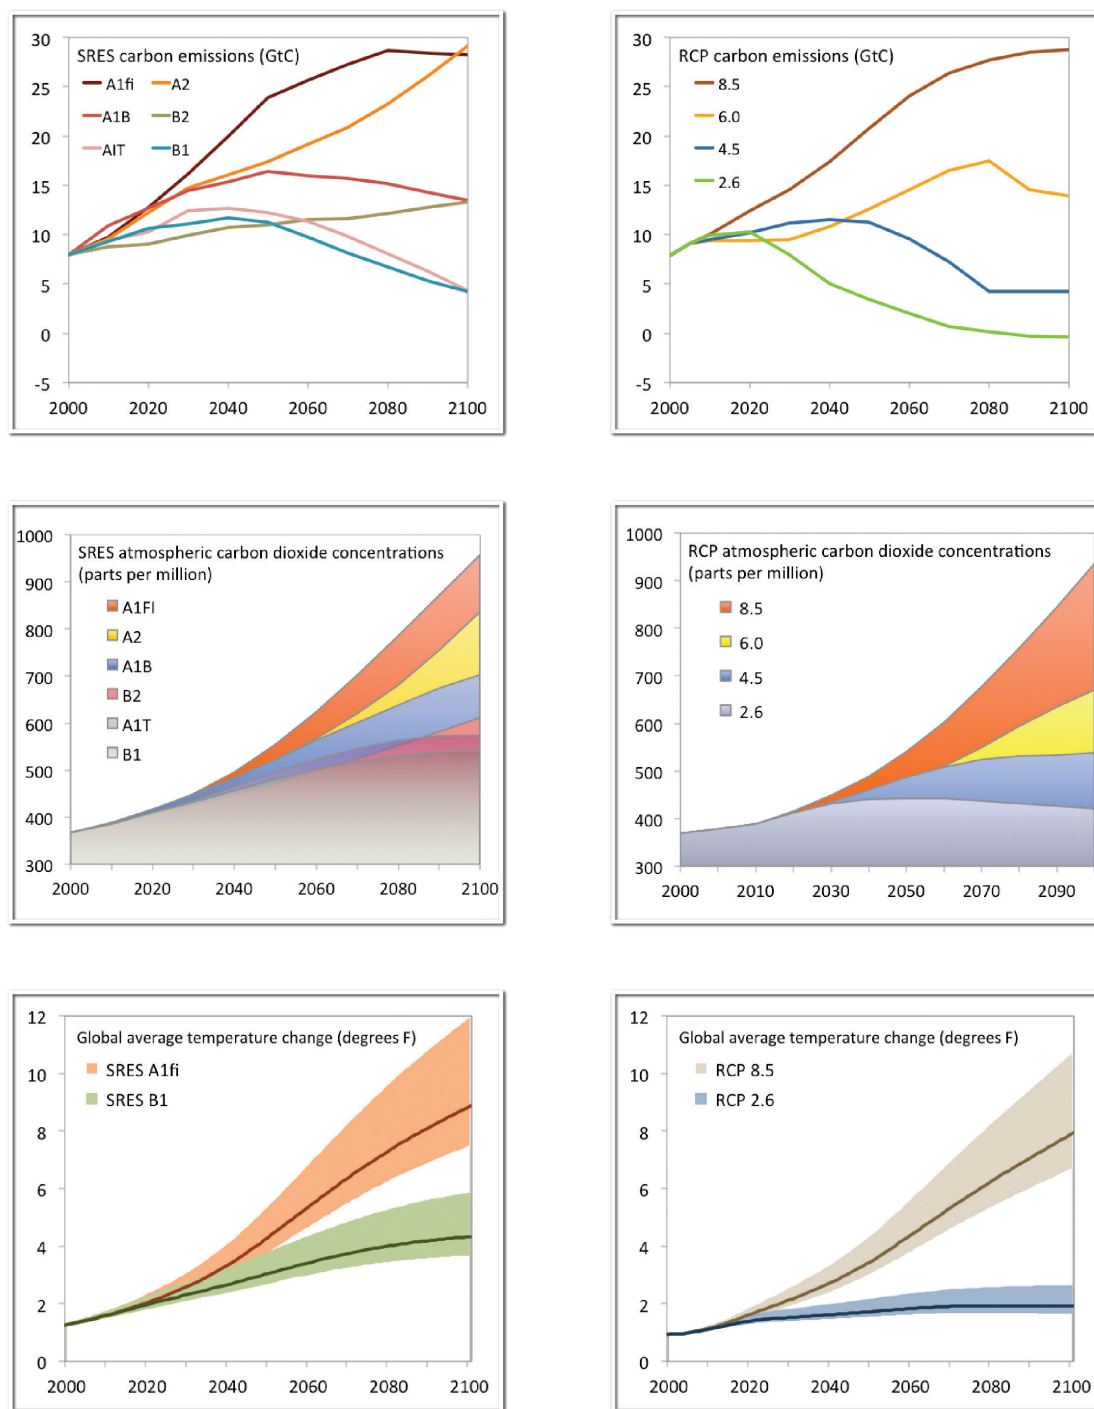 30
25
20
15
10
5
0
-5
SRES carbon emissions (GtC)
A1fi A2
A1B B2
AIT B1
2000 2020 2040 2060 2080 2100
30
25
20
15
10
5
0
-5
RCP carbon emissions (GtC)
8.5
6.0
4.5
2.6
2000 2020 2040 2060 2080 2100
1000
900
800
700
600
500
400
300
SRES atmospheric carbon dioxide concentrations
(parts per million)
A1FI
A2
A1B
B2
A1T
B1
2000 2020 2040 2060 2080 2100
1000
900
800
700
600
500
400
300
RCP atmospheric carbon dioxide concentrations
(parts per million)
8.5
6.0
4.5
2.6
2000 2010 2030 2050 2070 2090
12
10
8
6
4
2
0
Global average temperature change (degrees F)
SRES A1fi
SRES B1
2000 2020 2040 2060 2080 2100
12
10
8
6
4
2
0
Global average temperature change (degrees F)
RCP 8.5
RCP 2.6
2000 2020 2040 2060 2080 2100